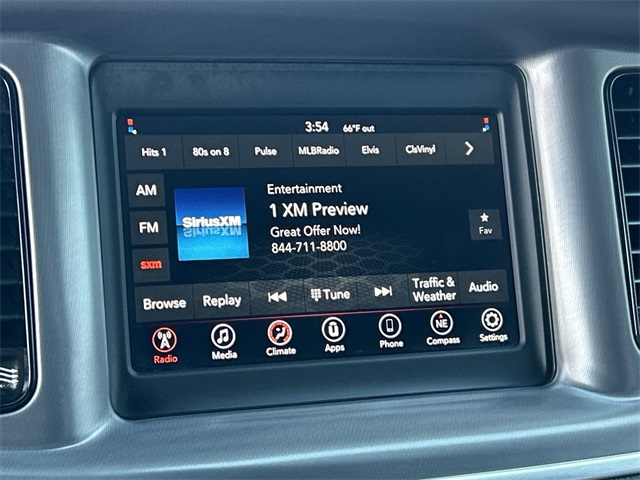 3:54 66°F out
Hits 1 80s on 8 Pulse MLBRadio Elvis ClsVinyl
AM
FM
sxm
SiriusXM
Entertainment
1 XM Preview
Great Offer Now!
844-711-8800
Fav
Browse Replay Tune Traffic & Weather Audio
Radio Media Climate Apps Phone NE Compass Settings